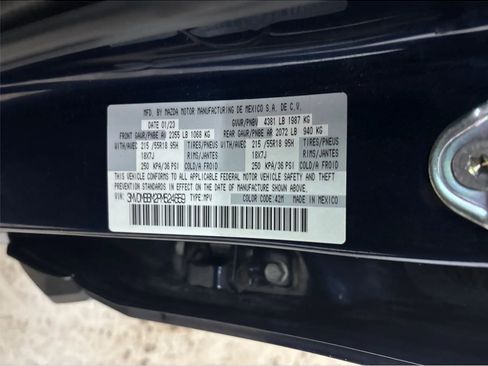 MFD. BY MAZDA MOTOR MANUFACTURING DE MEXICO S.A. DE C.V.
DATE 01/23 GVWR/PNBV 4381 LB 1987 KG
FRONT GAWR/PNBE AV 2355 LB 1068 KG REAR GAWR/PNBE AR 2072 LB 940 KG
WITH/AVEC 215/55R18 95H TIRES/PNEUS WITH/AVEC 215/55R18 95H TIRES/PNEUS
18X7J RIMS/JANTES 18X7J RIMS/JANTES
250 KPA/36 PSI COLD/A FROID 250 KPA/36 PSI COLD/A FROID
THIS VEHICLE CONFORMS TO ALL APPLICABLE FEDERAL MOTOR VEHICLE SAFETY, BUMPER, AND THEFT
PREVENTION STANDARDS IN EFFECT ON THE DATE OF MANUFACTURE SHOWN ABOVE.
VIN: TYPE:MPV COLOR CODE:42M MADE IN MEXICO